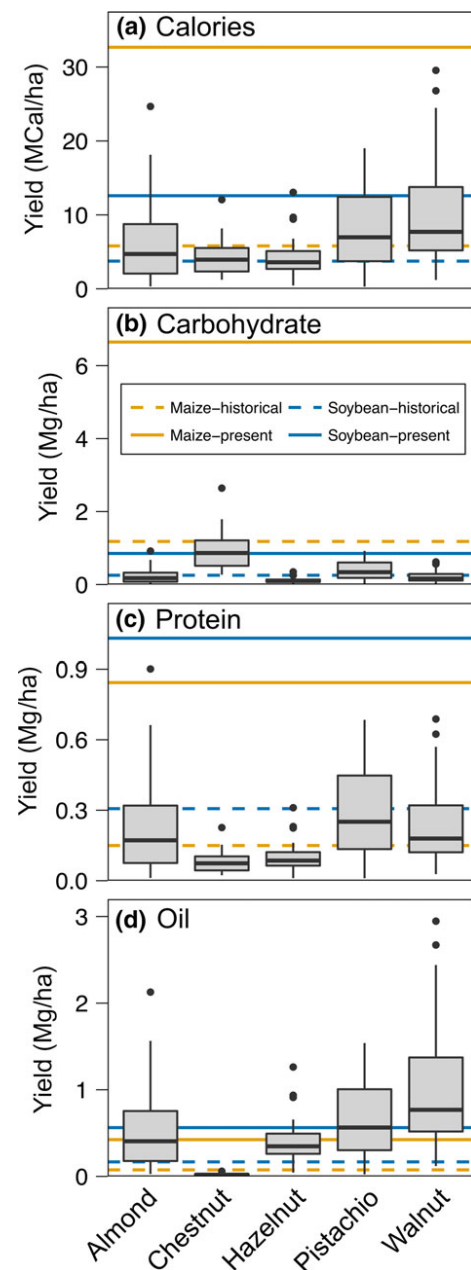 (a) Calories
Yield (MCal/ha)
30
20
10
0
(b) Carbohydrate
Yield (Mg/ha)
6
4
2
0
Maize–historical
Soybean–historical
Maize–present
Soybean–present
(c) Protein
Yield (Mg/ha)
0.9
0.6
0.3
0.0
(d) Oil
Yield (Mg/ha)
3
2
1
0
Almond
Chestnut
Hazelnut
Pistachio
Walnut